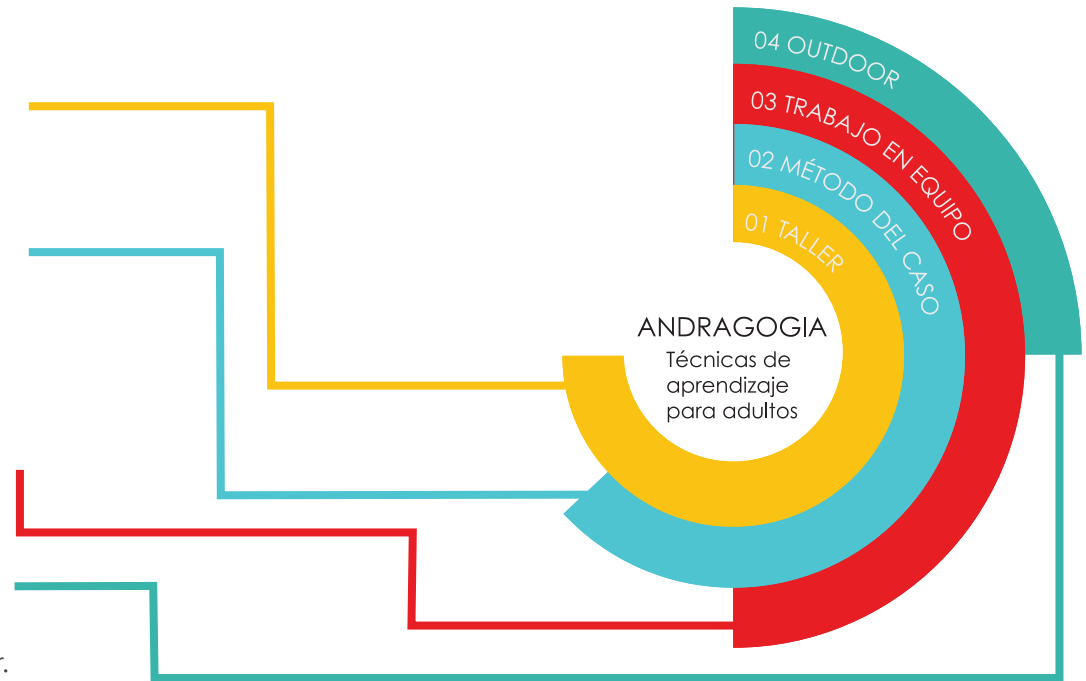 04 OUTDOOR
03 TRABAJO EN EQUIPO
02 MÉTODO DEL CASO
01 TALLER
ANDRAGOGIA
Técnicas de
aprendizaje
para adultos